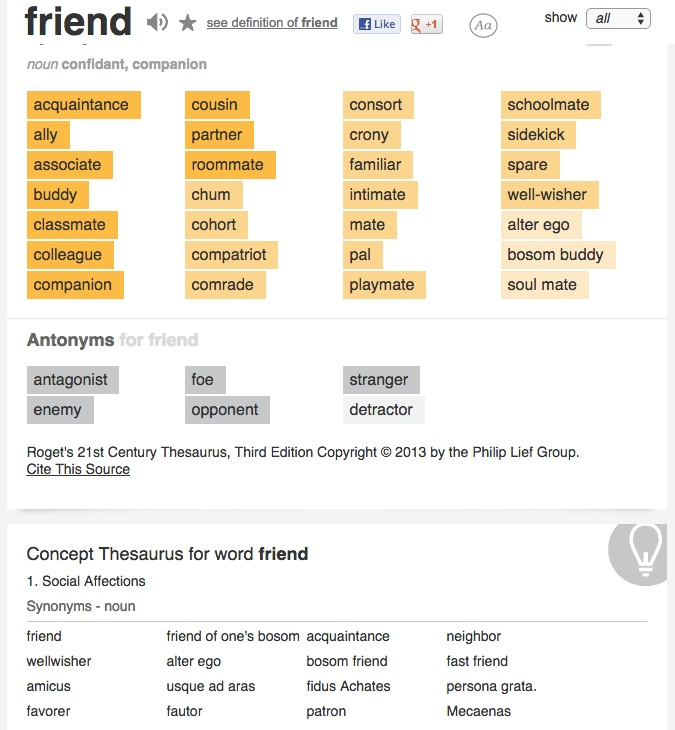 friend see definition of friend Like +1 Aa show all
noun confidant, companion
acquaintance cousin consort schoolmate
ally partner crony sidekick
associate roommate familiar spare
buddy chum intimate well-wisher
classmate cohort mate alter ego
colleague compatriot pal bosom buddy
companion comrade playmate soul mate
Antonyms for friend
antagonist foe stranger
enemy opponent detractor
Roget's 21st Century Thesaurus, Third Edition Copyright © 2013 by the Philip Lief Group.
Cite This Source
Concept Thesaurus for word friend
1. Social Affections
Synonyms - noun
friend friend of one's bosom acquaintance neighbor
wellwisher alter ego bosom friend fast friend
amicus usque ad aras fidus Achates persona grata.
favorer fautor patron Mecaenas